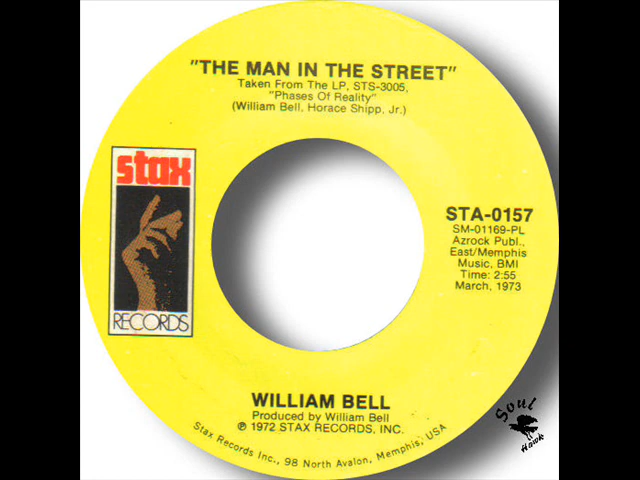 "THE MAN IN THE STREET"
Taken From The LP, STS-3005,
"Phases Of Reality"
(William Bell, Horace Shipp, Jr.)
stax
RECORDS
STA-0157
SM-01169-PL
Azrock Publ.,
East/Memphis
Music, BMI
Time: 2:55
March, 1973
WILLIAM BELL
Produced by William Bell
℗ 1972 STAX RECORDS, INC.
Stax Records Inc., 98 North Avalon, Memphis, USA
Soul
Hawk